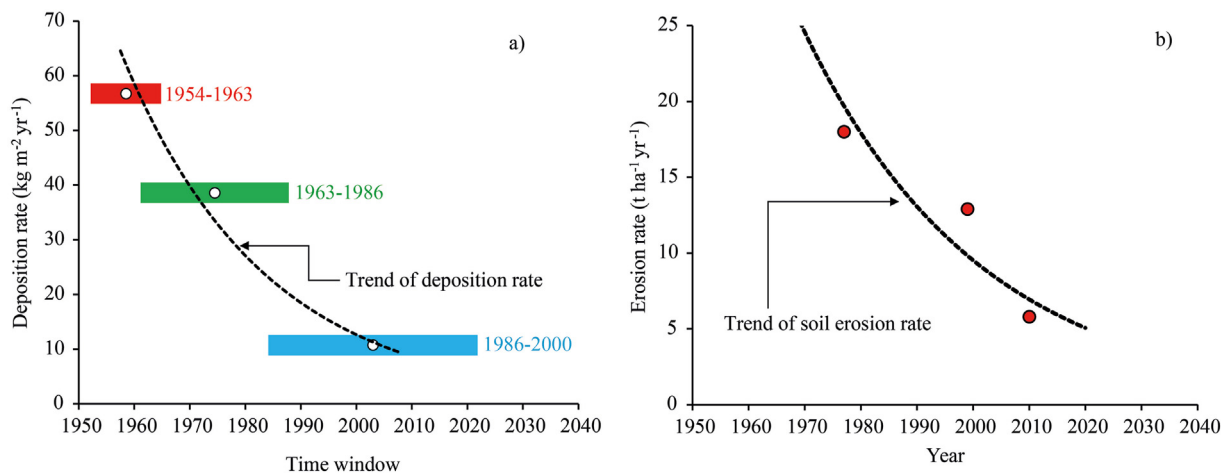 a)
Deposition rate (kg m⁻² yr⁻¹)
70
60
50
40
30
20
10
0
1954-1963
1963-1986
Trend of deposition rate
1986-2000
1950 1960 1970 1980 1990 2000 2010 2020 2030 2040
Time window
b)
Erosion rate (t ha⁻¹ yr⁻¹)
25
20
15
10
5
0
Trend of soil erosion rate
1950 1960 1970 1980 1990 2000 2010 2020 2030 2040
Year